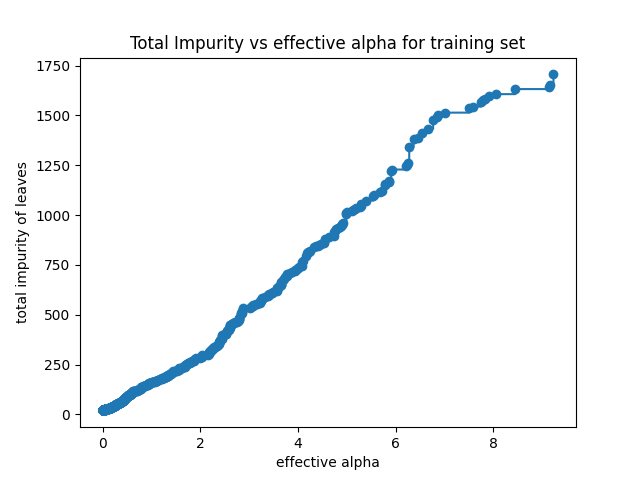 Total Impurity vs effective alpha for training set
1750
1500
1250
1000
750
500
250
0
total impurity of leaves
0 2 4 6 8
effective alpha